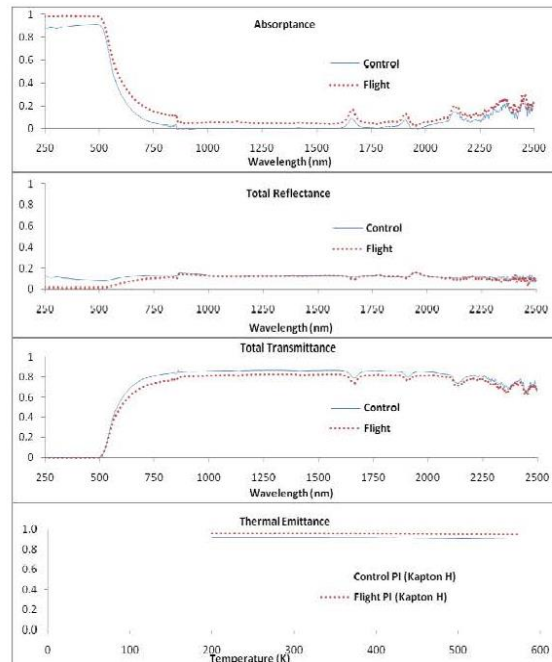 Absorptance
1
0.8
0.6
0.4
0.2
0
Control
Flight
250 500 750 1000 1250 1500 1750 2000 2250 2500
Wavelength (nm)
Total Reflectance
1
0.8
0.6
0.4
0.2
0
Control
Flight
250 500 750 1000 1250 1500 1750 2000 2250 2500
Wavelength (nm)
Total Transmittance
1
0.8
0.6
0.4
0.2
0
Control
Flight
250 500 750 1000 1250 1500 1750 2000 2250 2500
Wavelength (nm)
Thermal Emittance
1.0
0.8
0.6
0.4
0.2
0.0
Control PI (Kapton H)
Flight PI (Kapton H)
0 100 200 300 400 500 600
Temperature (K)